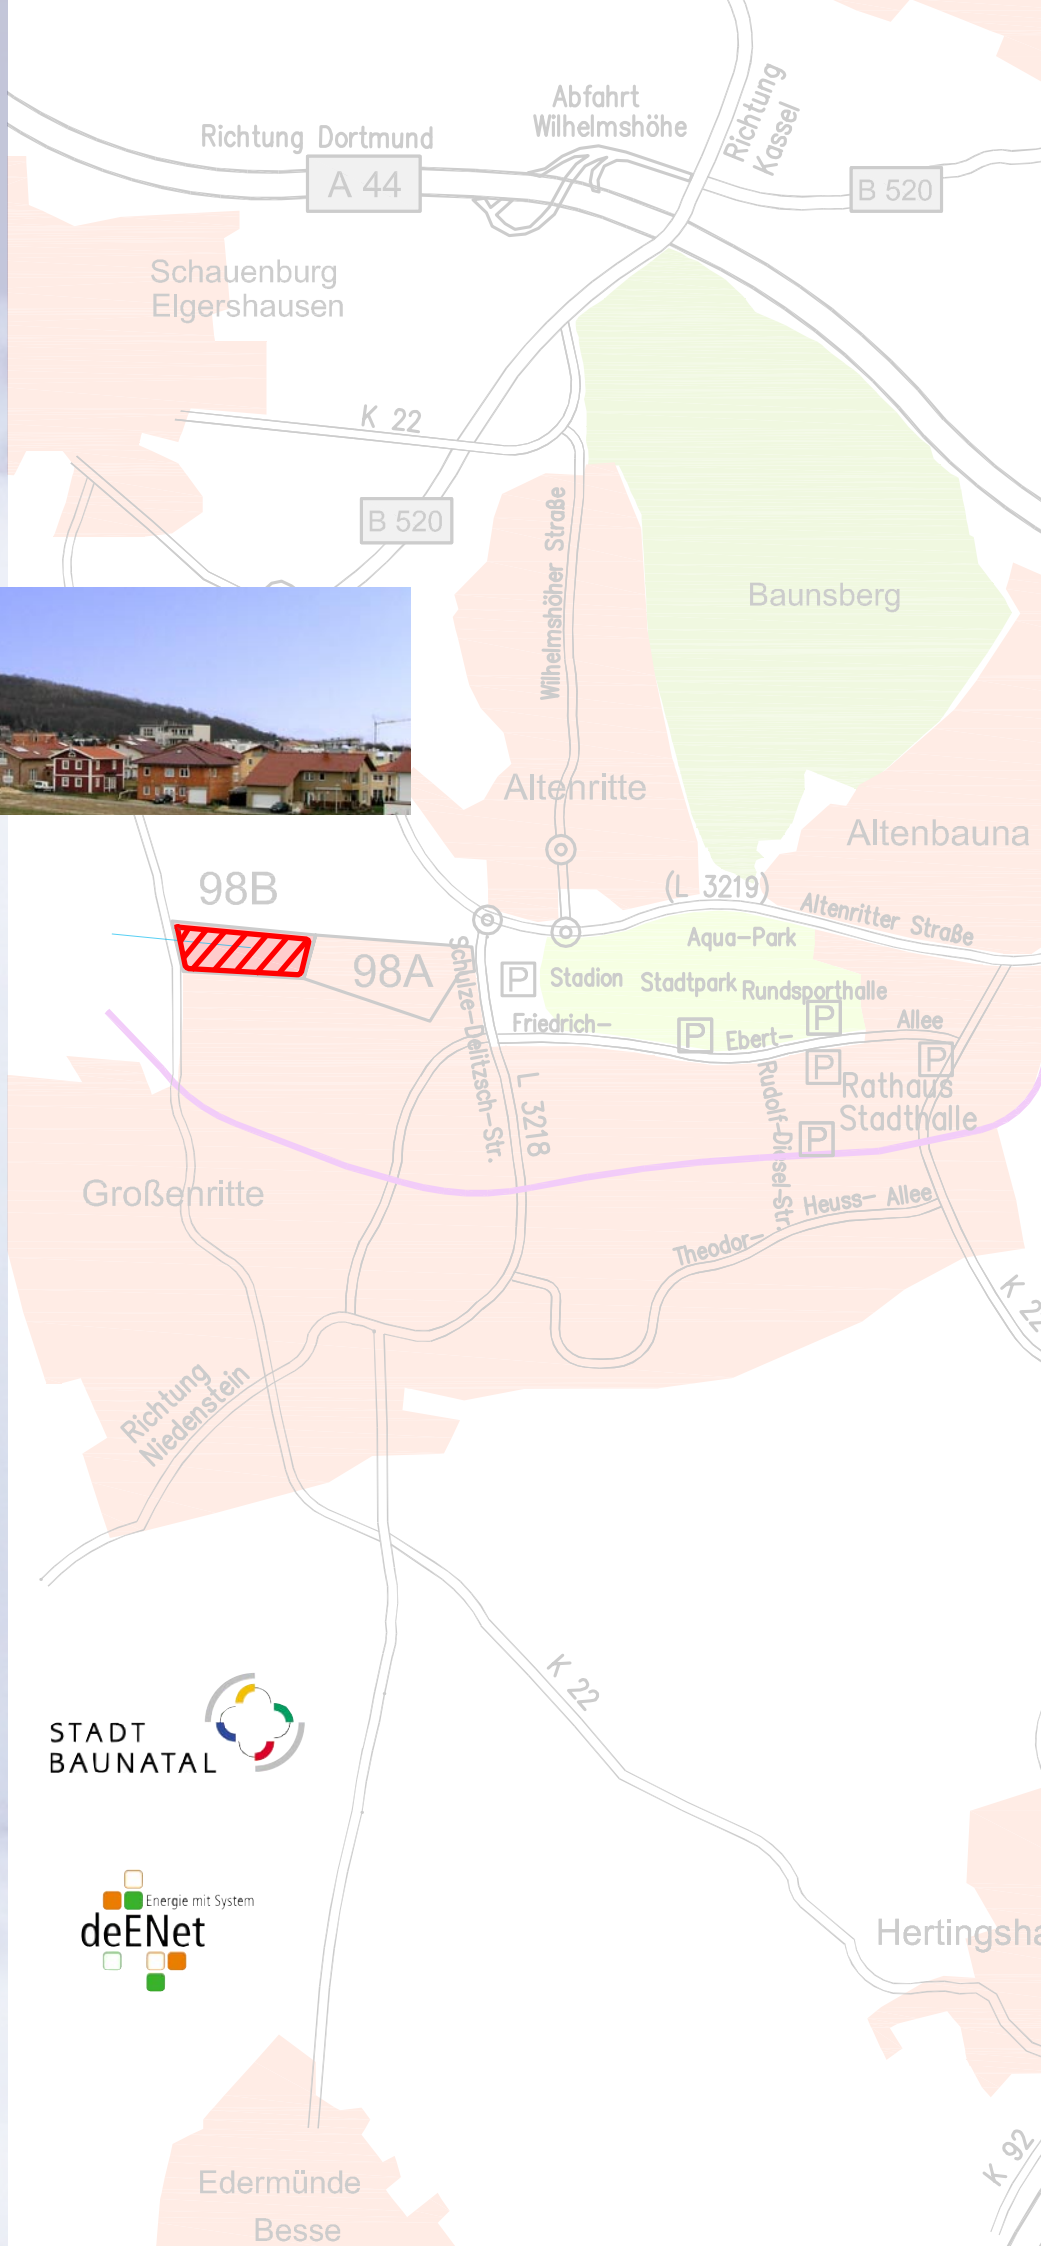 Abfahrt
Wilhelmshöhe
Richtung
Kassel
Richtung Dortmund
A 44
B 520
Schauenburg
Elgershausen
K 22
B 520
Wilhelmshöher Straße
Baunsberg
Altenritte
Altenbauna
98B
(L 3219)
Altenritter Straße
Aqua-Park
98A
Schulze-Delitzsch-Str.
P
Stadion
Stadtpark
Rundsporthalle
Friedrich-
P
Ebert-
P
Allee
P
P
Rathaus
Stadthalle
L 3218
Rudolf-Diesel-Str.
P
Großenritte
Theodor-
Heuss- Allee
K 22
Richtung
Niedenstein
K 22
STADT
BAUNATAL
Energie mit System
deENet
Hertingsha
K 92
Edermünde
Besse